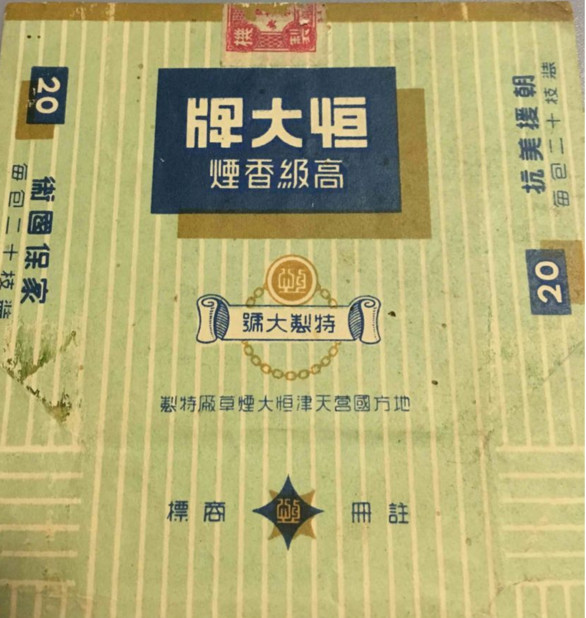 恒大牌
高級香煙
特製大號
地方國營天津恒大煙草廠特製
註冊商標
20
衛國保家
每包二十枝裝
抗美援朝
每包二十枝裝
20